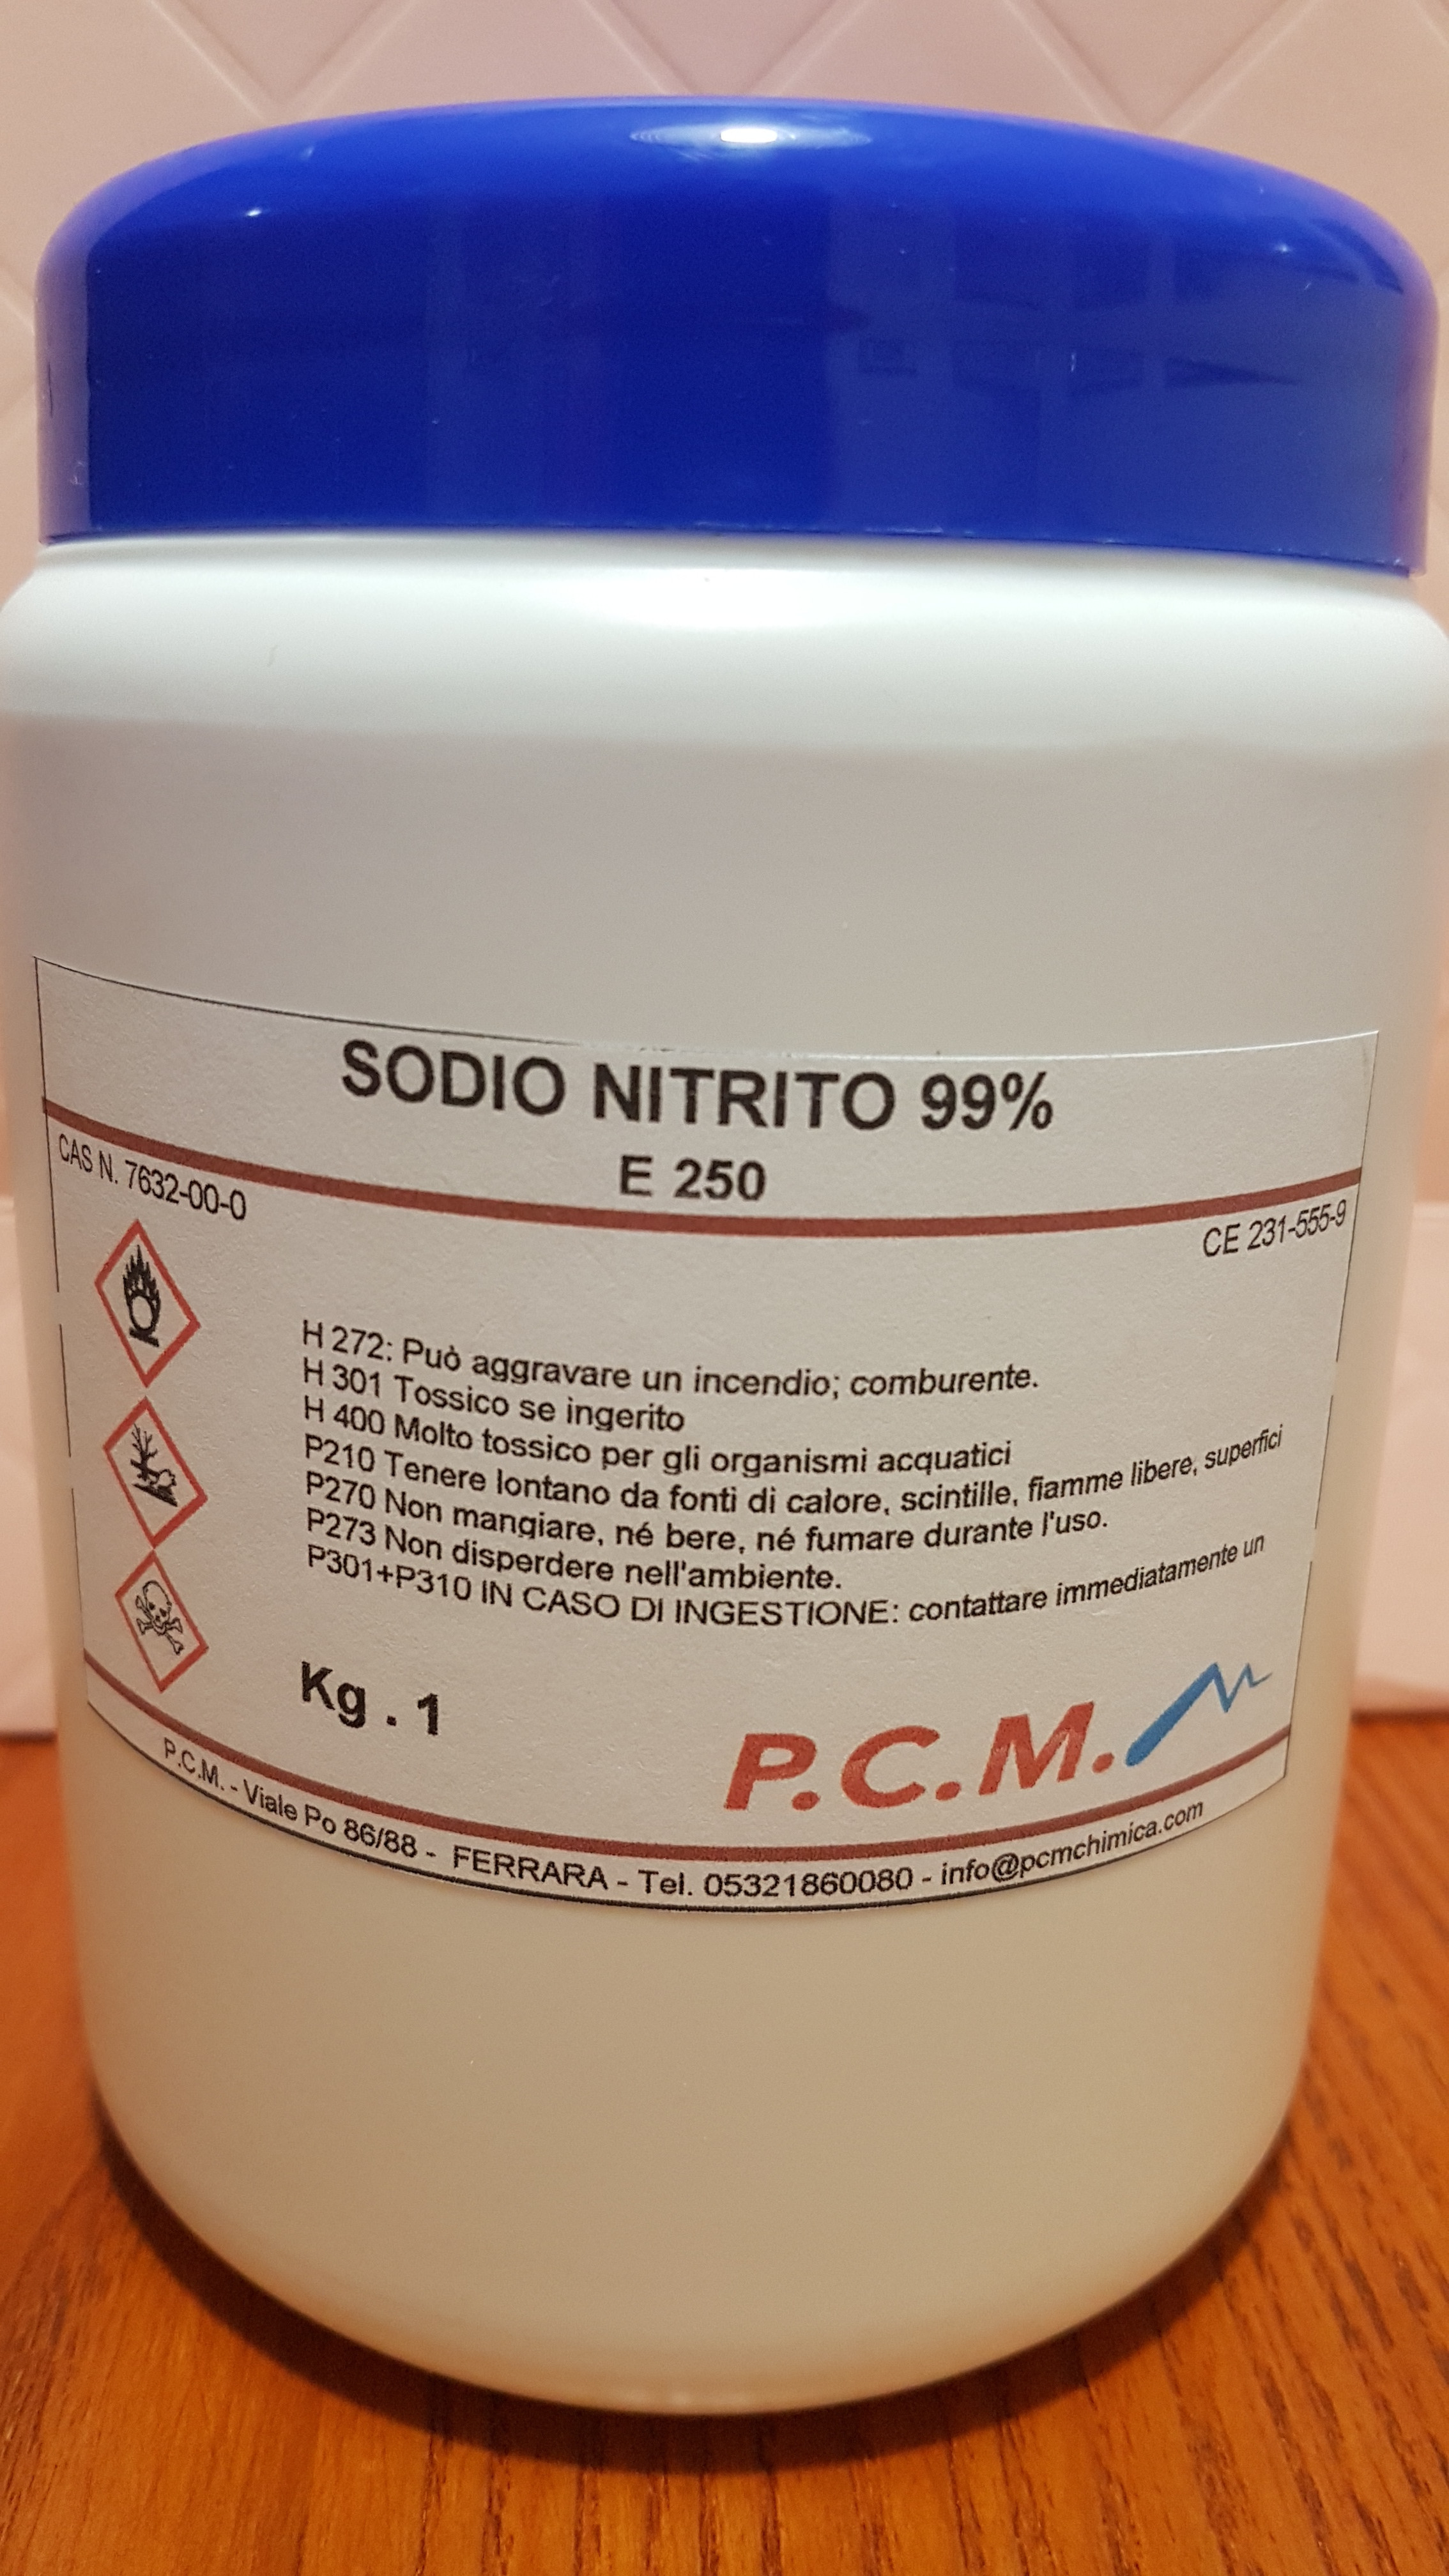 SODIO NITRITO 99%
E 250
CAS N. 7632-00-0
CE 231-555-9
H 272: Può aggravare un incendio; comburente.
H 301 Tossico se ingerito
H 400 Molto tossico per gli organismi acquatici
P210 Tenere lontano da fonti di calore, scintille, fiamme libere, superfici
P270 Non mangiare, né bere, né fumare durante l'uso.
P273 Non disperdere nell'ambiente.
P301+P310 IN CASO DI INGESTIONE: contattare immediatamente un
Kg . 1
P.C.M.
P.C.M. - Viale Po 86/88 - FERRARA - Tel. 05321860080 - info@pcmchimica.com